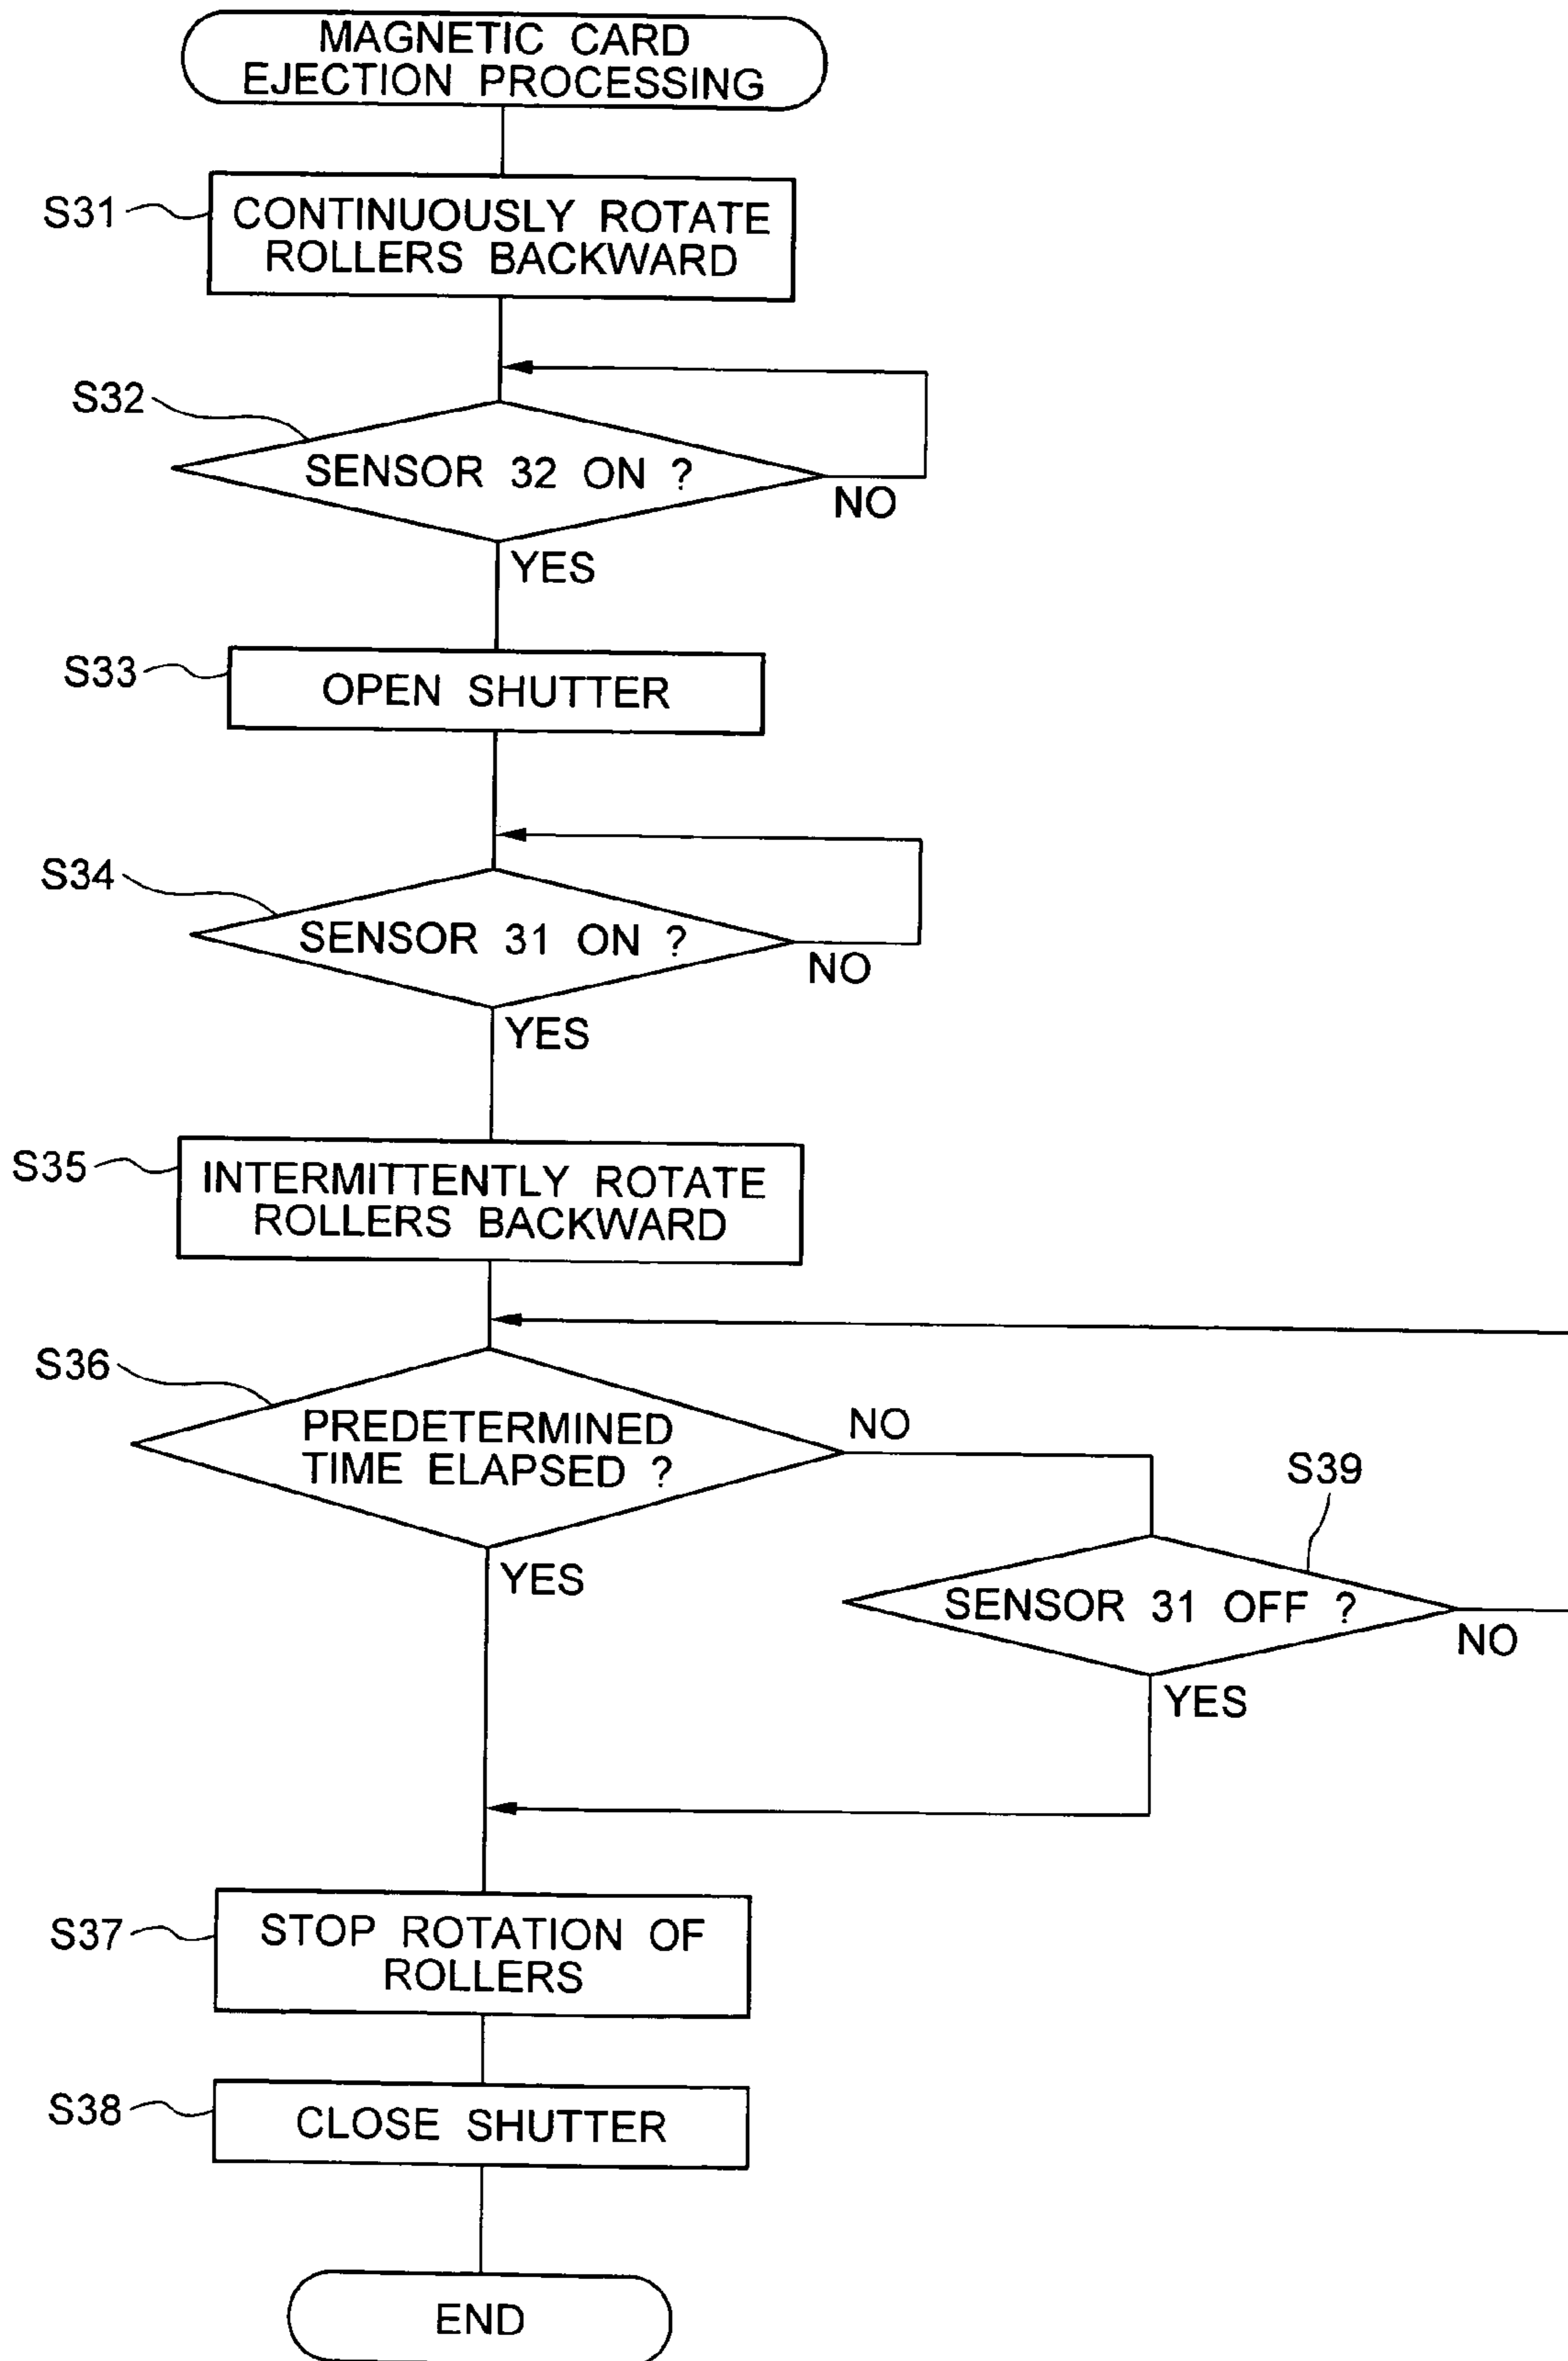 MAGNETIC CARD
EJECTION PROCESSING
S31
CONTINUOUSLY ROTATE
ROLLERS BACKWARD
S32
SENSOR 32 ON ?
NO
YES
S33
OPEN SHUTTER
S34
SENSOR 31 ON ?
NO
YES
S35
INTERMITTENTLY ROTATE
ROLLERS BACKWARD
S36
PREDETERMINED
TIME ELAPSED ?
NO
YES
S39
SENSOR 31 OFF ?
NO
YES
S37
STOP ROTATION OF
ROLLERS
S38
CLOSE SHUTTER
END